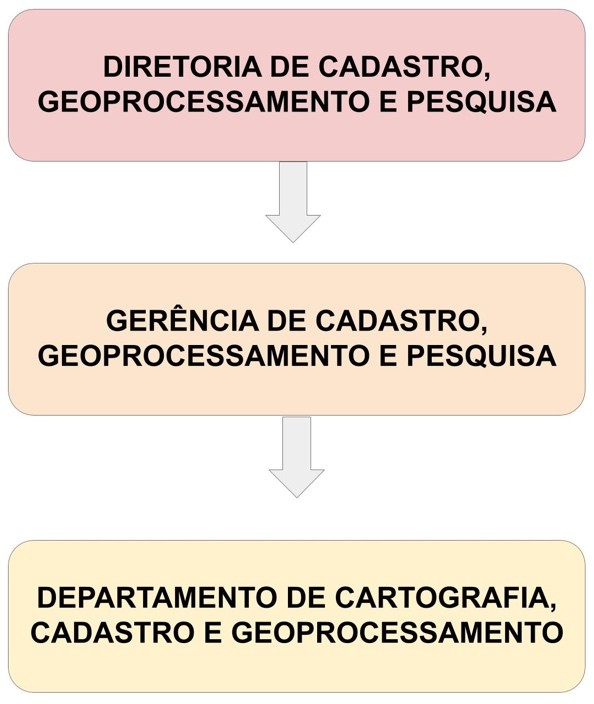 DIRETORIA DE CADASTRO,
GEOPROCESSAMENTO E PESQUISA
GERÊNCIA DE CADASTRO,
GEOPROCESSAMENTO E PESQUISA
DEPARTAMENTO DE CARTOGRAFIA,
CADASTRO E GEOPROCESSAMENTO